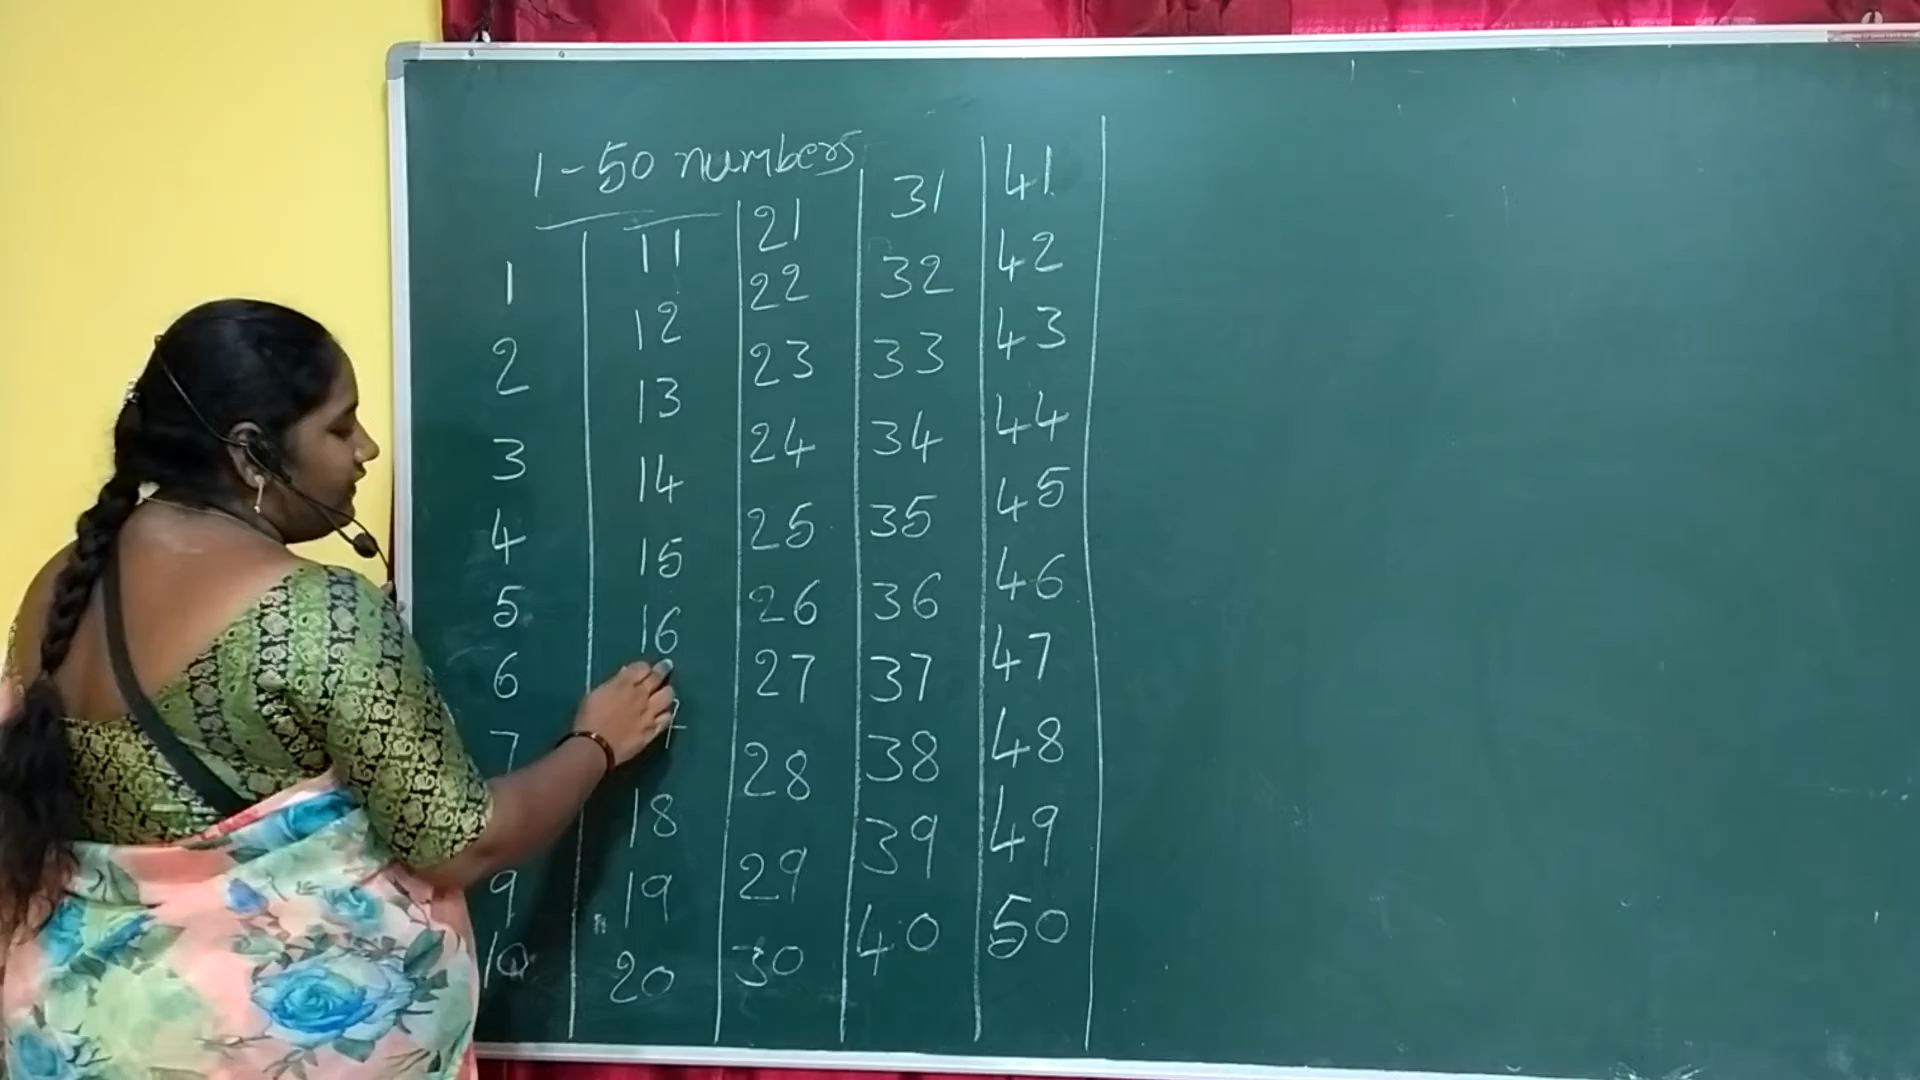 1-50 numbers
1 11 21 31 41
2 12 22 32 42
3 13 23 33 43
4 14 24 34 44
5 15 25 35 45
6 16 26 36 46
7 27 37 47
18 28 38 48
9 19 29 39 49
10 20 30 40 50